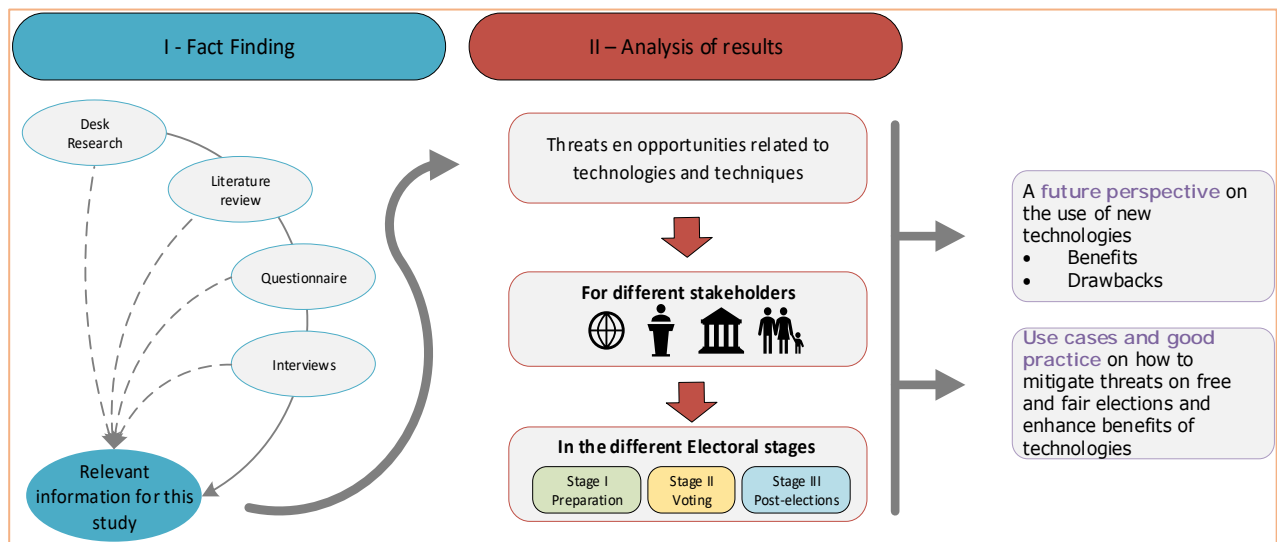 I - Fact Finding
II – Analysis of results
Desk
Research
Literature
review
Questionnaire
Interviews
Relevant
information for this
study
Threats en opportunities related to
technologies and techniques
For different stakeholders
In the different Electoral stages
Stage I
Preparation
Stage II
Voting
Stage III
Post-elections
A future perspective on
the use of new
technologies
• Benefits
• Drawbacks
Use cases and good
practice on how to
mitigate threats on free
and fair elections and
enhance benefits of
technologies